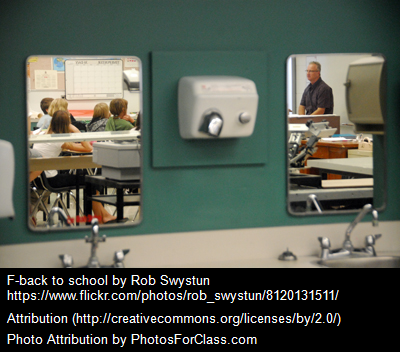 F-back to school by Rob Swystun
https://www.flickr.com/photos/rob_swystun/8120131511/
Attribution (http://creativecommons.org/licenses/by/2.0/)
Photo Attribution by PhotosForClass.com